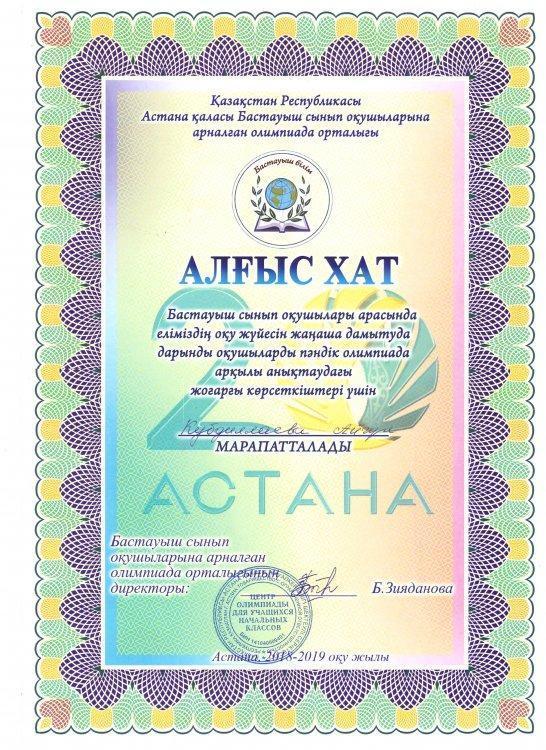 Қазақстан Республикасы
Астана қаласы Бастауыш сынып оқушыларына
арналған олимпиада орталығы
Бастауыш білім
АЛҒЫС ХАТ
Бастауыш сынып оқушылары арасында
еліміздің оқу жүйесін жаңаша дамытуда
дарынды оқушыларды пәндік олимпиада
арқылы анықтаудағы
жоғарғы көрсеткіштері үшін
МАРАПАТТАЛАДЫ
20
АСТАНА
Бастауыш сынып
оқушыларына арналған
олимпиада орталығының
директоры:
Б.Зияданова
ЦЕНТР
ОЛИМПИАДЫ
ДЛЯ УЧАЩИХСЯ
НАЧАЛЬНЫХ
КЛАССОВ
Астана, 2018-2019 оқу жылы